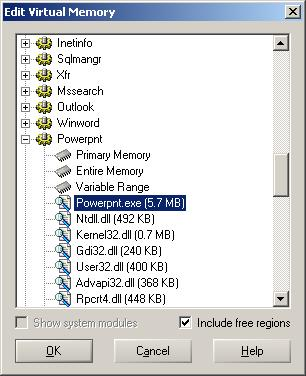 Edit Virtual Memory
Inetinfo
Sqlmangr
Xfr
Mssearch
Outlook
Winword
Powerpnt
Primary Memory
Entire Memory
Variable Range
Powerpnt.exe (5.7 MB)
Ntdll.dll (492 KB)
Kernel32.dll (0.7 MB)
Gdi32.dll (240 KB)
User32.dll (400 KB)
Advapi32.dll (368 KB)
Rpcrt4.dll (448 KB)
Show system modules
Include free regions
OK
Cancel
Help